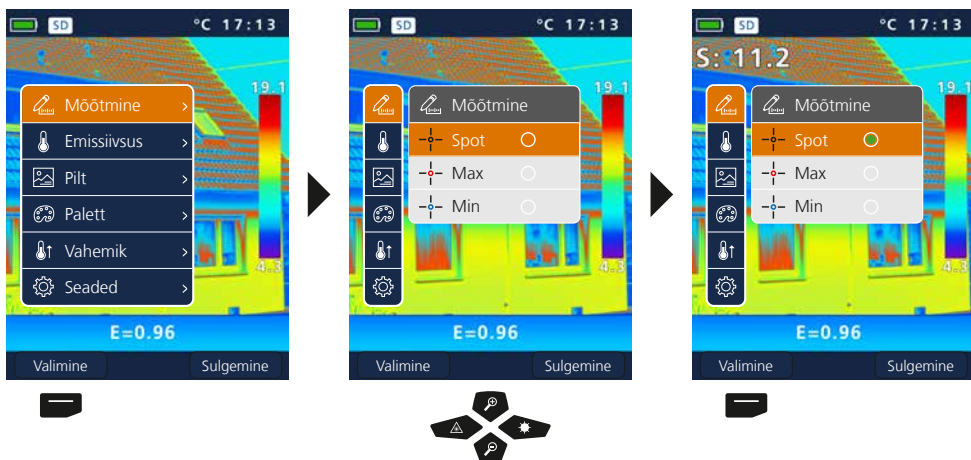 SD °C 17:13
19.1
Mõõtmine
Emissiivsus
Pilt
Palett
Vahemik
Seaded
4.3
E=0.96
Valimine Sulgemine
SD °C 17:13
19.1
Mõõtmine
Spot
Max
Min
4.3
E=0.96
Valimine Sulgemine
SD °C 17:13
S: 11.2
19.1
Mõõtmine
Spot
Max
Min
4.3
E=0.96
Valimine Sulgemine